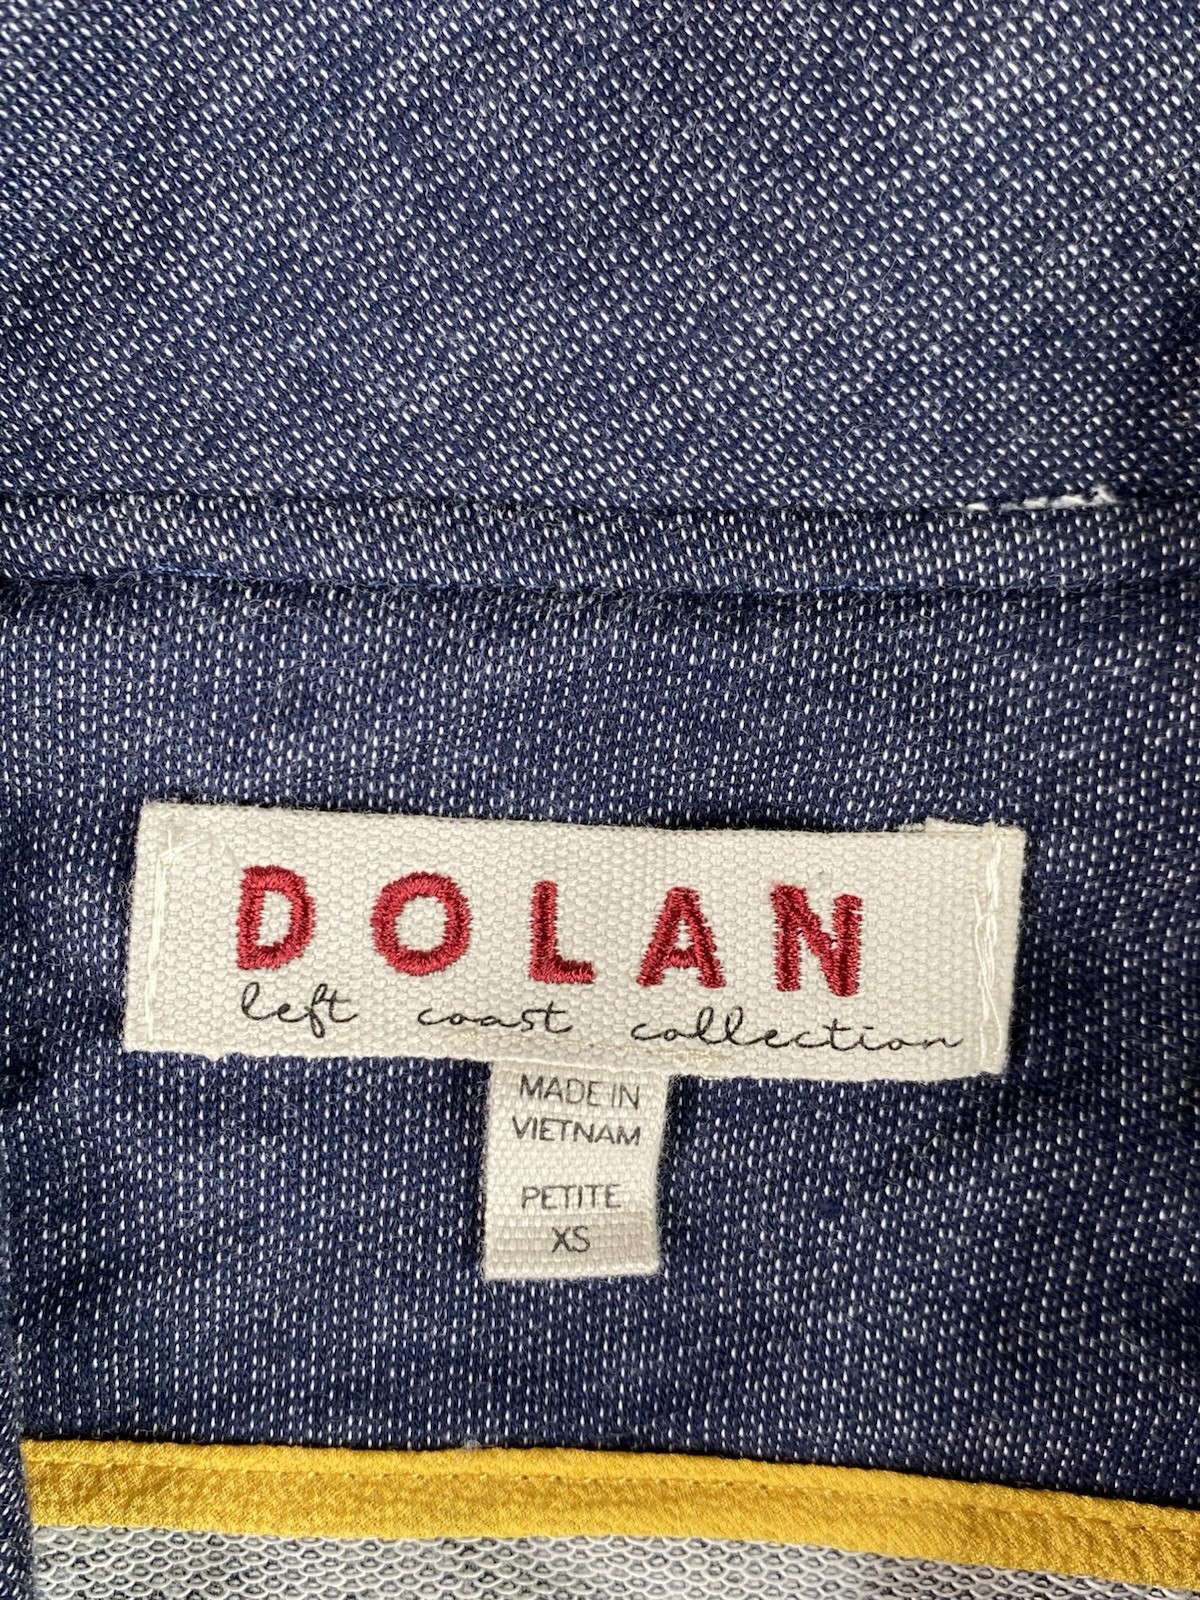 DOLAN
left coast collection
MADE IN
VIETNAM
PETITE
XS